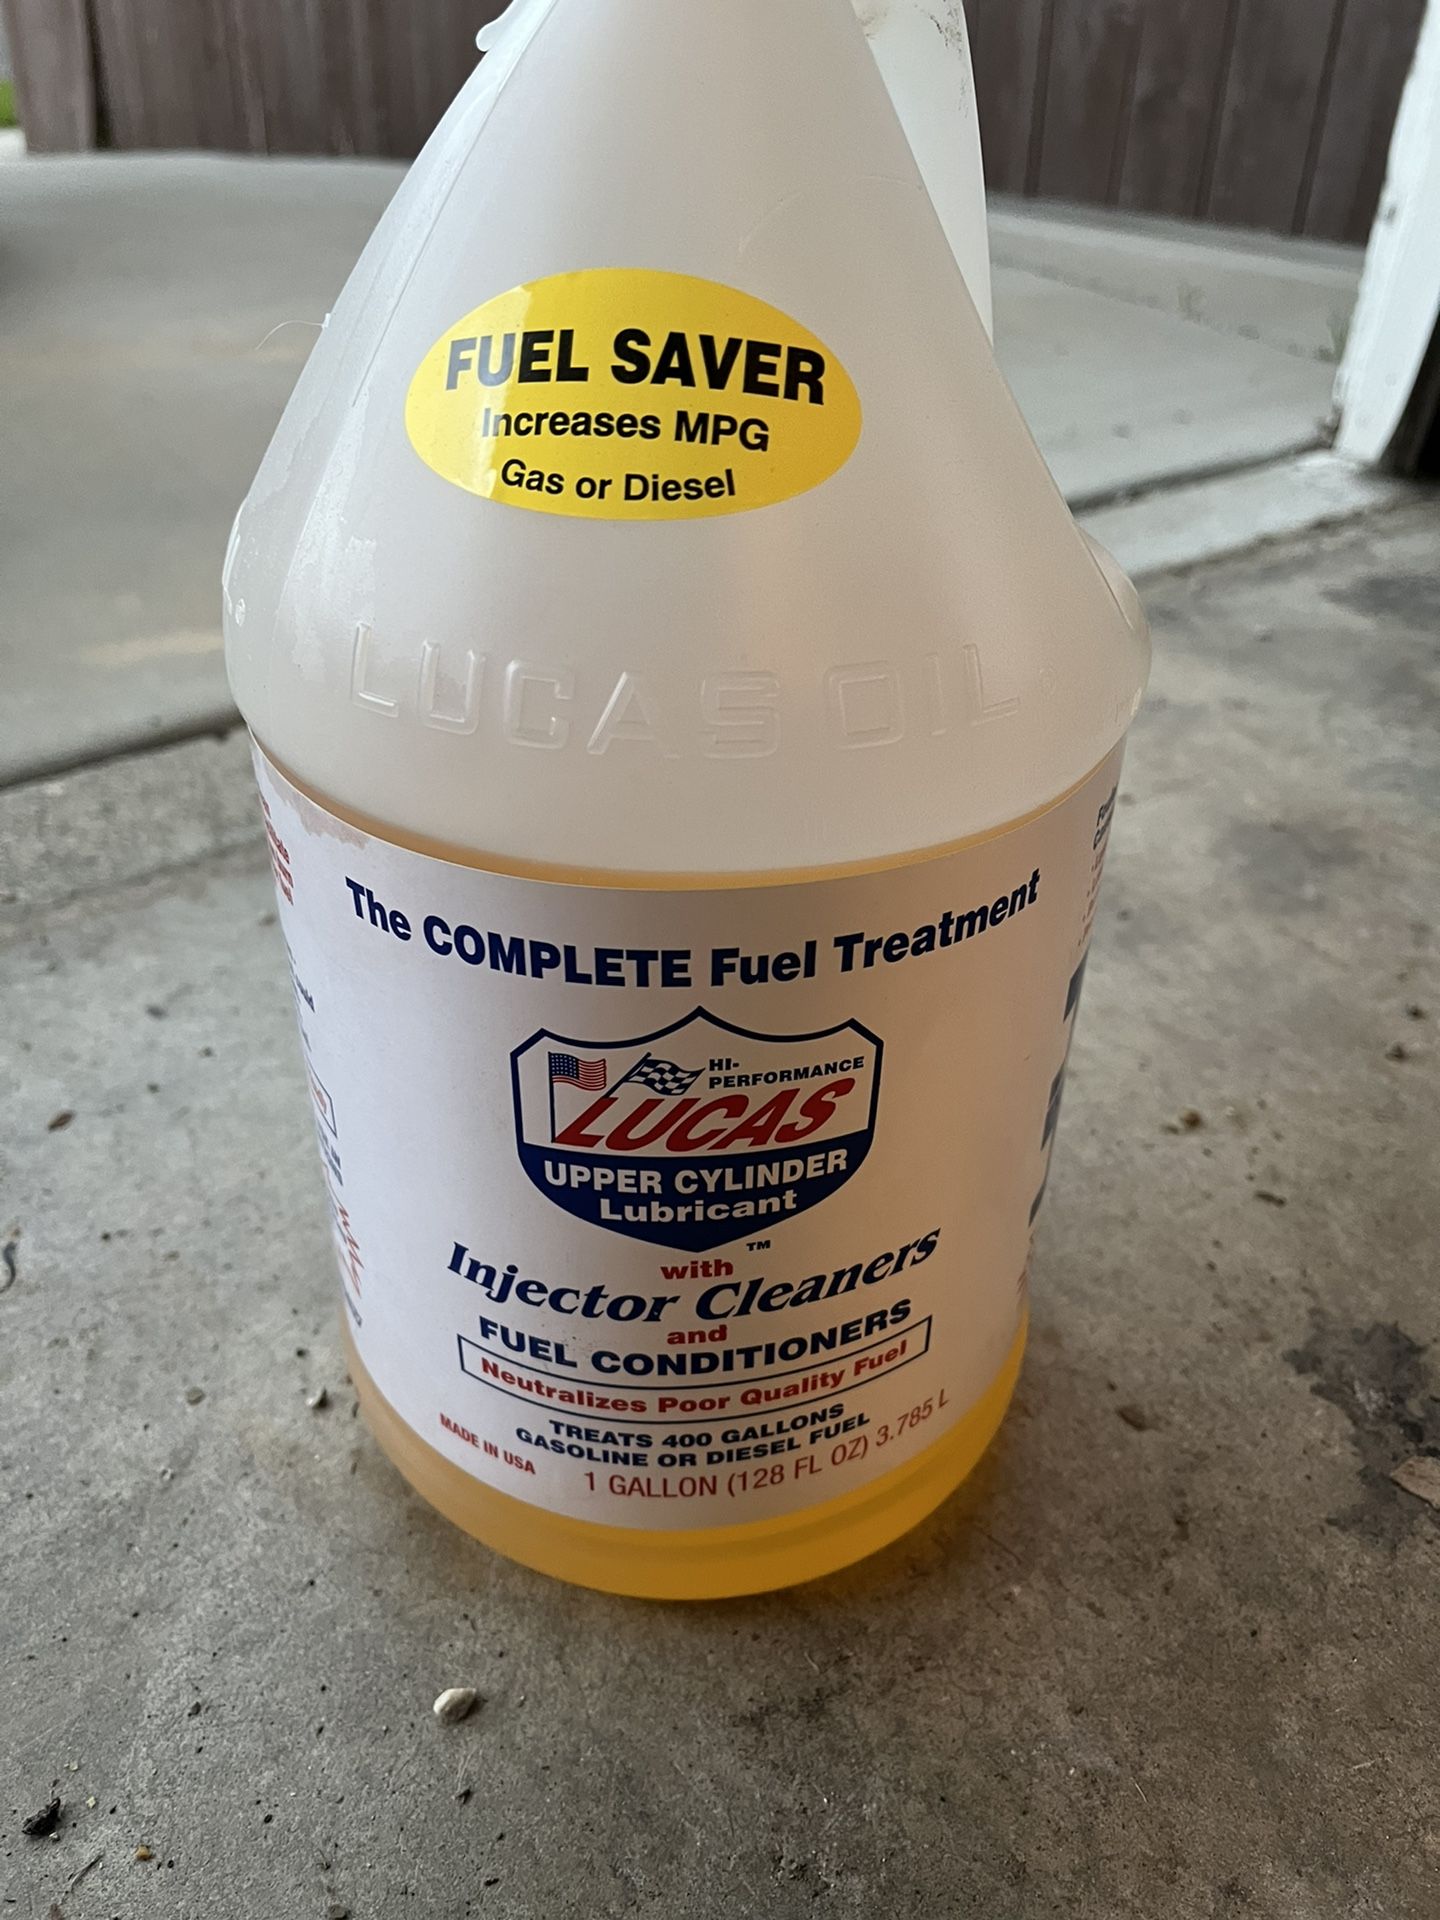 FUEL SAVER
Increases MPG
Gas or Diesel
LUCAS OIL
The COMPLETE Fuel Treatment
HI-
PERFORMANCE
LUCAS
UPPER CYLINDER
Lubricant
TM
with
Injector Cleaners
and
FUEL CONDITIONERS
Neutralizes Poor Quality Fuel
TREATS 400 GALLONS
GASOLINE OR DIESEL FUEL
MADE IN USA
1 GALLON (128 FL OZ) 3.785 L